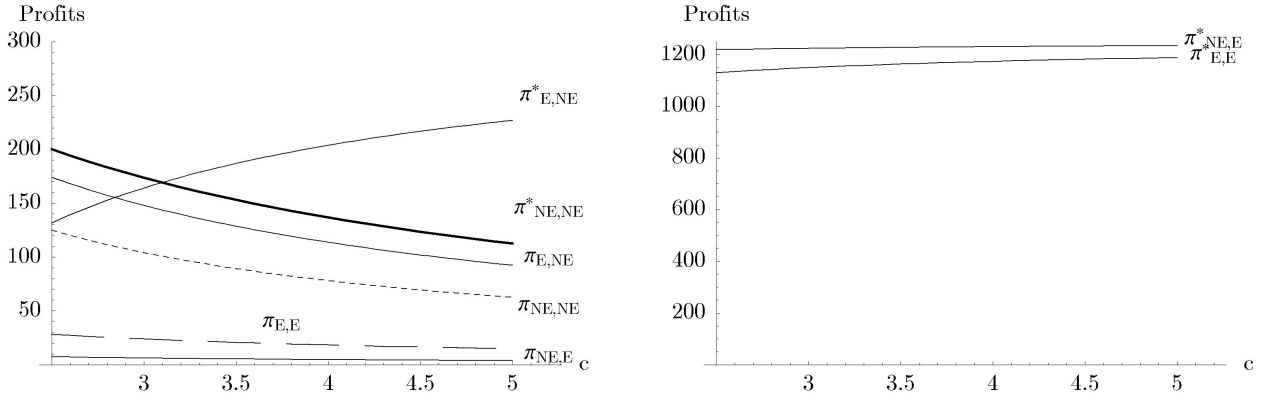 Profits
300
250
200
150
100
50
π*E,NE
π*NE,NE
πE,NE
πNE,NE
πE,E
πNE,E
3
3.5
4
4.5
5
c
Profits
1200
1000
800
600
400
200
π*NE,E
π*E,E
3
3.5
4
4.5
5
c